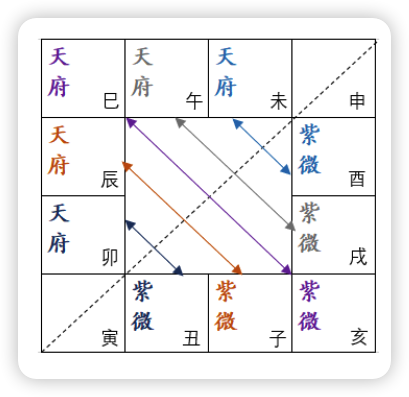 天府 巳
天府 午
天府 未
申
天府 辰
紫微 酉
天府 卯
紫微 戌
寅
紫微 丑
紫微 子
紫微 亥